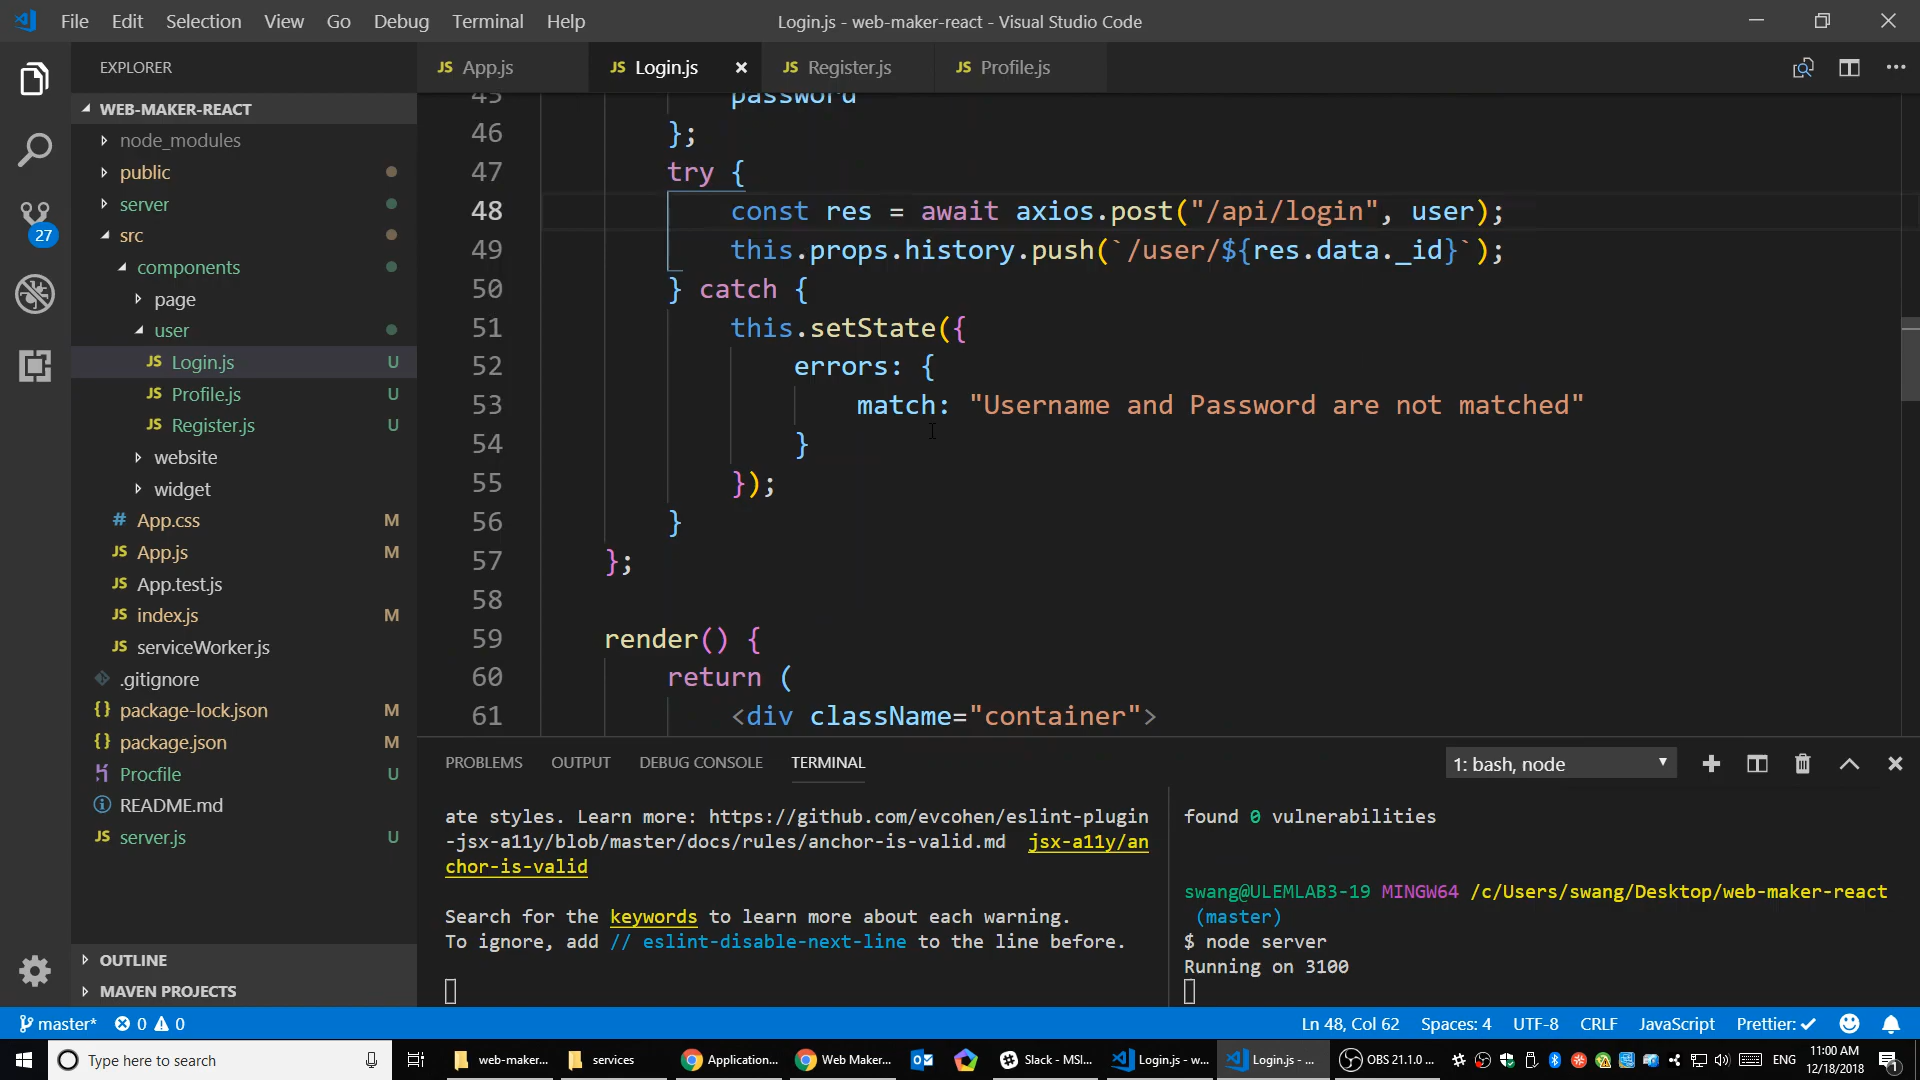 File Edit Selection View Go Debug Terminal Help
Login.js - web-maker-react - Visual Studio Code
EXPLORER
WEB-MAKER-REACT
node_modules
public
server
src
components
page
user
Login.js U
Profile.js U
Register.js U
website
widget
App.css M
App.js M
App.test.js
index.js M
serviceWorker.js
.gitignore
package-lock.json M
package.json M
Procfile U
README.md
server.js U
OUTLINE
MAVEN PROJECTS
27
App.js Login.js Register.js Profile.js
45 password
46 };
47 try {
48 const res = await axios.post("/api/login", user);
49 this.props.history.push(`/user/${res.data._id}`);
50 } catch {
51 this.setState({
52 errors: {
53 match: "Username and Password are not matched"
54 }
55 });
56 }
57 };
58
59 render() {
60 return (
61 <div className="container">
PROBLEMS OUTPUT DEBUG CONSOLE TERMINAL
1: bash, node
ate styles. Learn more: https://github.com/evcohen/eslint-plugin
-jsx-a11y/blob/master/docs/rules/anchor-is-valid.md jsx-a11y/an
chor-is-valid
Search for the keywords to learn more about each warning.
To ignore, add // eslint-disable-next-line to the line before.
found 0 vulnerabilities
swang@ULEMLAB3-19 MINGW64 /c/Users/swang/Desktop/web-maker-react
(master)
$ node server
Running on 3100
master* 0 0
Ln 48, Col 62 Spaces: 4 UTF-8 CRLF JavaScript Prettier: ✓
Type here to search
web-maker... services Application... Web Maker... Slack - MSI... Login.js - w... Login.js - ... OBS 21.1.0 ...
ENG
11:00 AM
12/18/2018
1